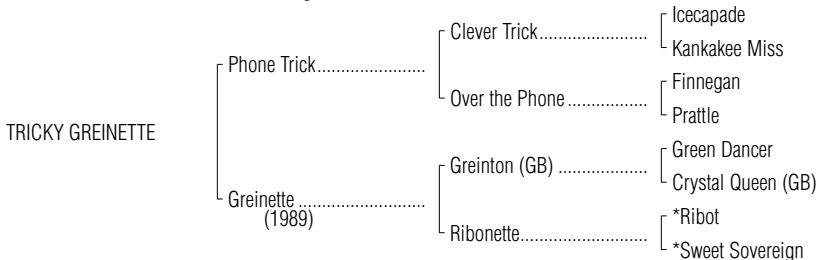 Icecapade
Clever Trick.......................
Kankakee Miss
Phone Trick.......................
Finnegan
Over the Phone .................
Prattle
TRICKY GREINETTE
Green Dancer
Greinton (GB) ...................
Crystal Queen (GB)
Greinette ..........................
(1989)
*Ribot
Ribonette...........................
*Sweet Sovereign